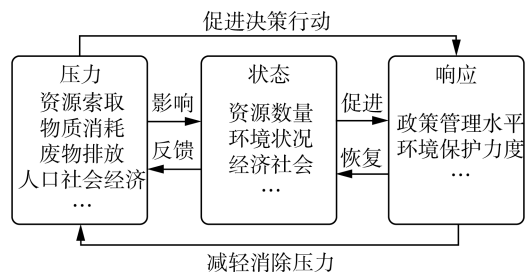 促进决策行动
压力
资源索取
物质消耗
废物排放
人口社会经济
…
影响
反馈
状态
资源数量
环境状况
经济社会
…
促进
恢复
响应
政策管理水平
环境保护力度
…
减轻消除压力